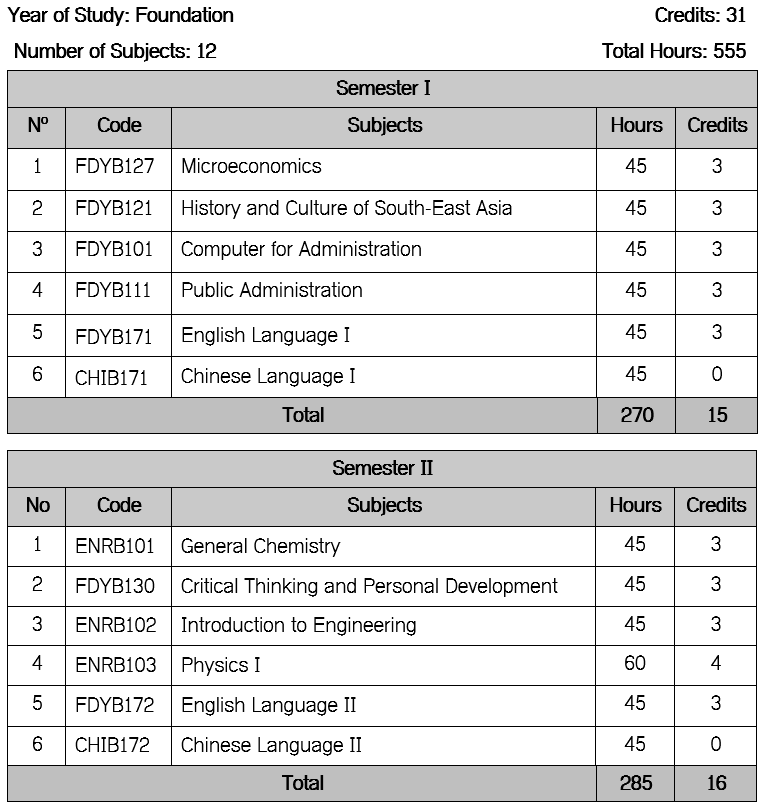 Year of Study: Foundation Credits: 31
Number of Subjects: 12 Total Hours: 555
Semester I
Nº Code Subjects Hours Credits
1 FDYB127 Microeconomics 45 3
2 FDYB121 History and Culture of South-East Asia 45 3
3 FDYB101 Computer for Administration 45 3
4 FDYB111 Public Administration 45 3
5 FDYB171 English Language I 45 3
6 CHIB171 Chinese Language I 45 0
Total 270 15
Semester II
No Code Subjects Hours Credits
1 ENRB101 General Chemistry 45 3
2 FDYB130 Critical Thinking and Personal Development 45 3
3 ENRB102 Introduction to Engineering 45 3
4 ENRB103 Physics I 60 4
5 FDYB172 English Language II 45 3
6 CHIB172 Chinese Language II 45 0
Total 285 16